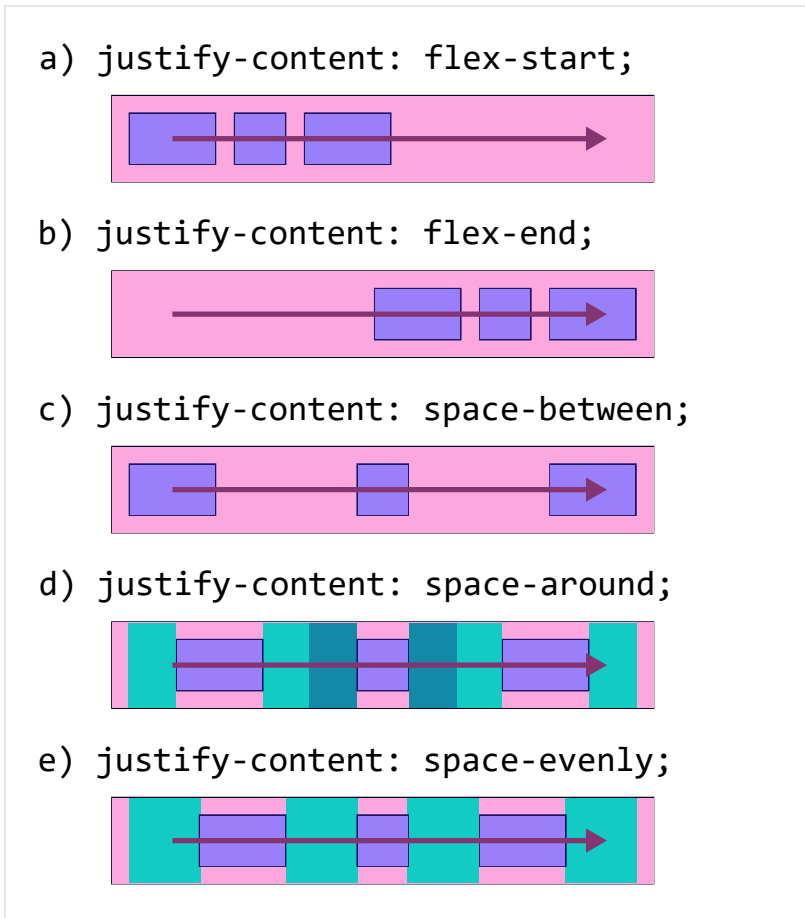 a) justify-content: flex-start;
b) justify-content: flex-end;
c) justify-content: space-between;
d) justify-content: space-around;
e) justify-content: space-evenly;